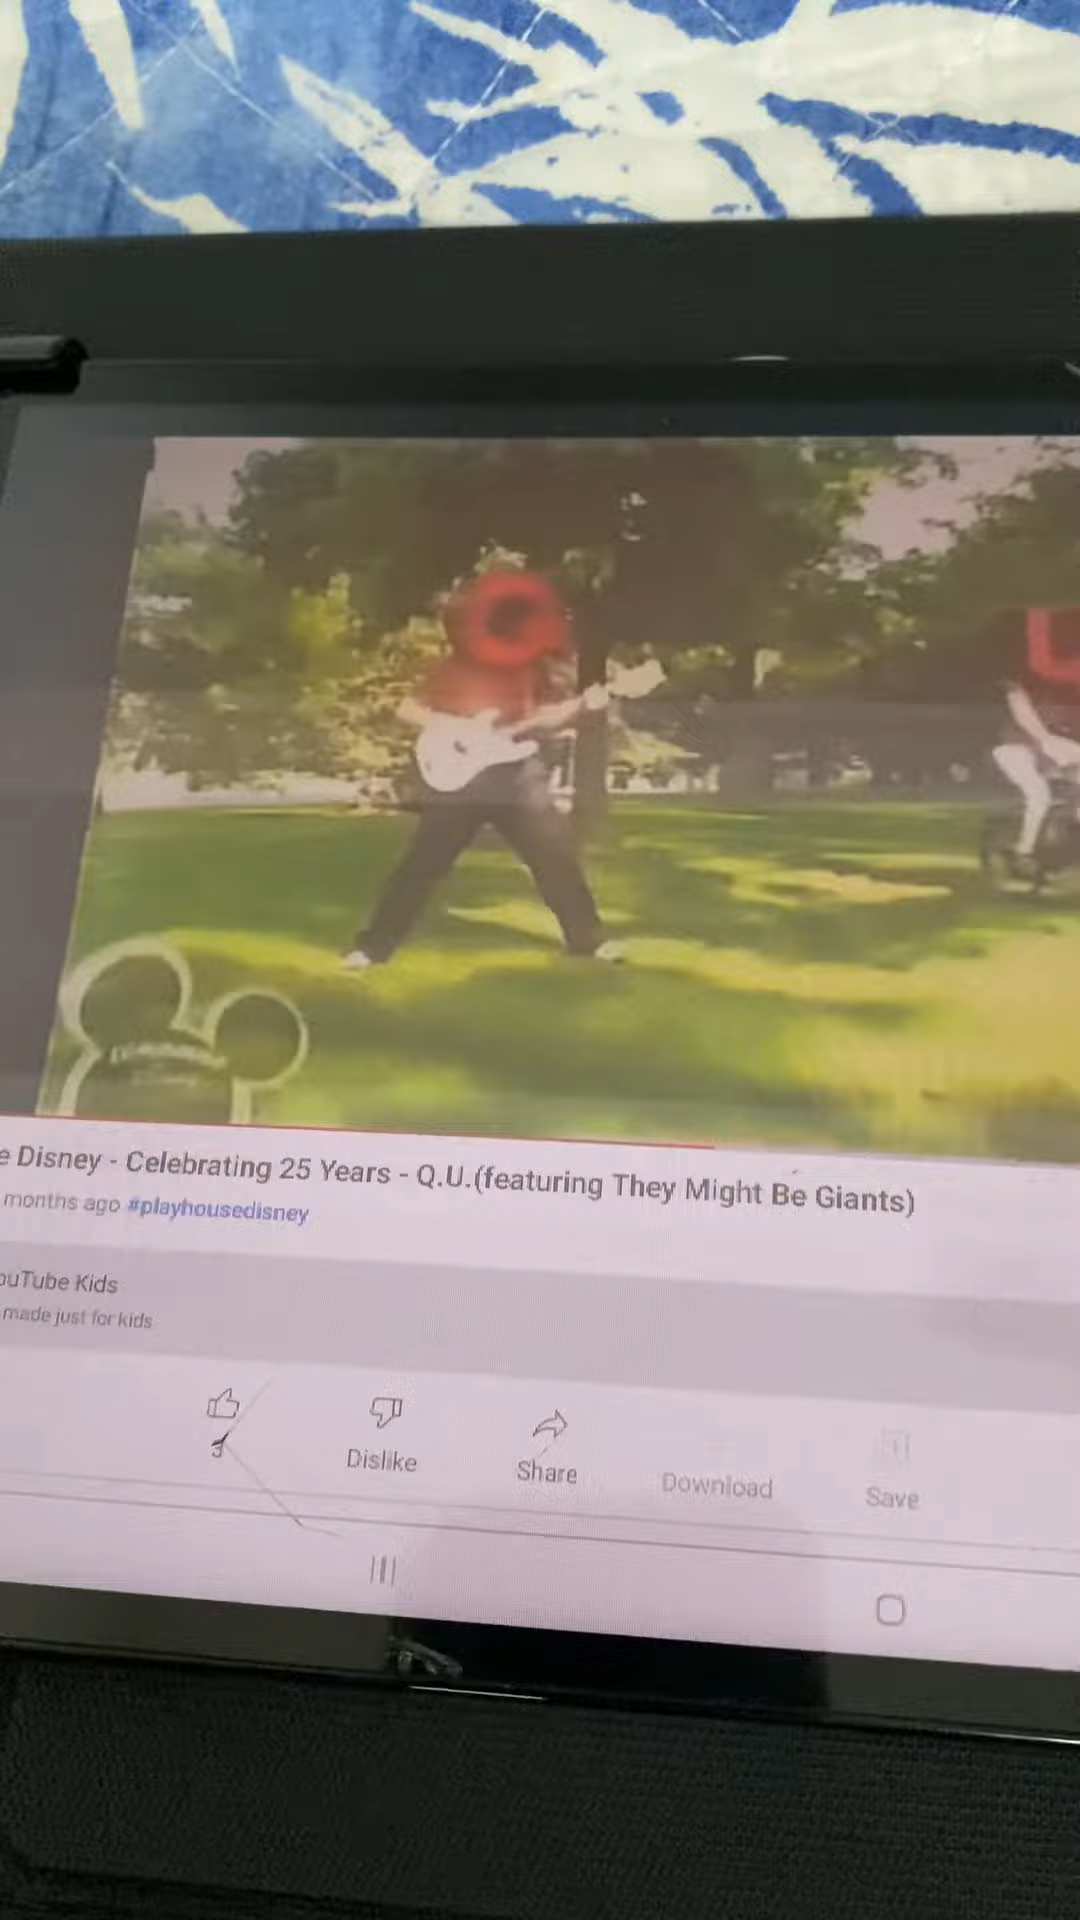 e Disney - Celebrating 25 Years - Q.U.(featuring They Might Be Giants)
months ago #playhousedisney
ouTube Kids
made just for kids
3
Dislike
Share
Download
Save